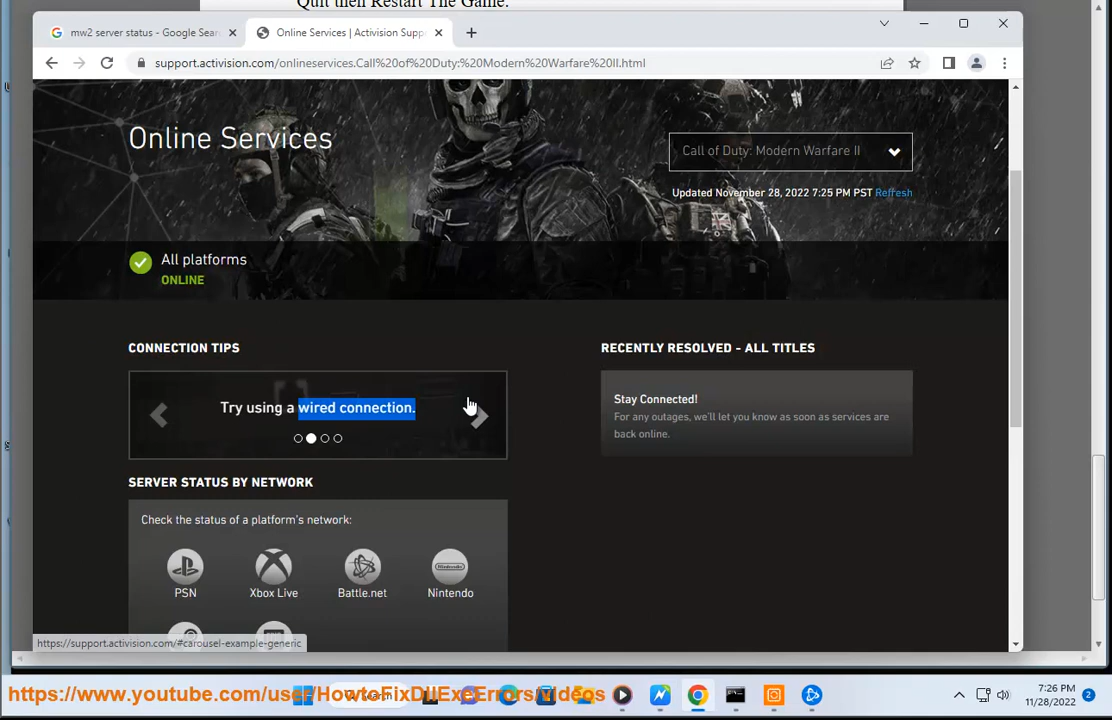 Quit then Restart The Game.
mw2 server status - Google Sear
Online Services | Activision Supp
support.activision.com/onlineservices.Call%20of%20Duty:%20Modern%20Warfare%20II.html
Online Services
Call of Duty: Modern Warfare II
Updated November 28, 2022 7:25 PM PST Refresh
All platforms
ONLINE
CONNECTION TIPS
RECENTLY RESOLVED - ALL TITLES
Try using a wired connection.
Stay Connected!
For any outages, we'll let you know as soon as services are
back online.
SERVER STATUS BY NETWORK
Check the status of a platform's network:
PSN
Xbox Live
Battle.net
Nintendo
https://support.activision.com/#carousel-example-generic
https://www.youtube.com/user/HowtoFixDllExeErrors/videos
Search
7:26 PM
11/28/2022
2